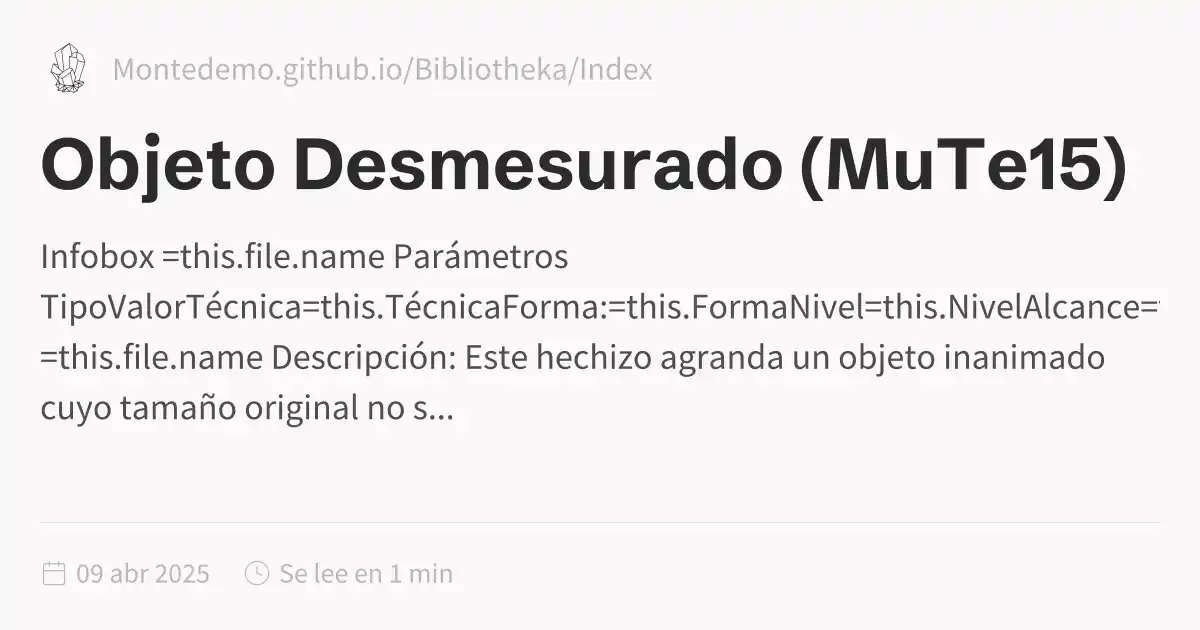 Montedemo.github.io/Bibliotheka/Index
Objeto Desmesurado (MuTe15)
Infobox =this.file.name Parámetros
TipoValorTécnica=this.TécnicaForma:=this.FormaNivel=this.NivelAlcance=
=this.file.name Descripción: Este hechizo agranda un objeto inanimado
cuyo tamaño original no s...
09 abr 2025
Se lee en 1 min